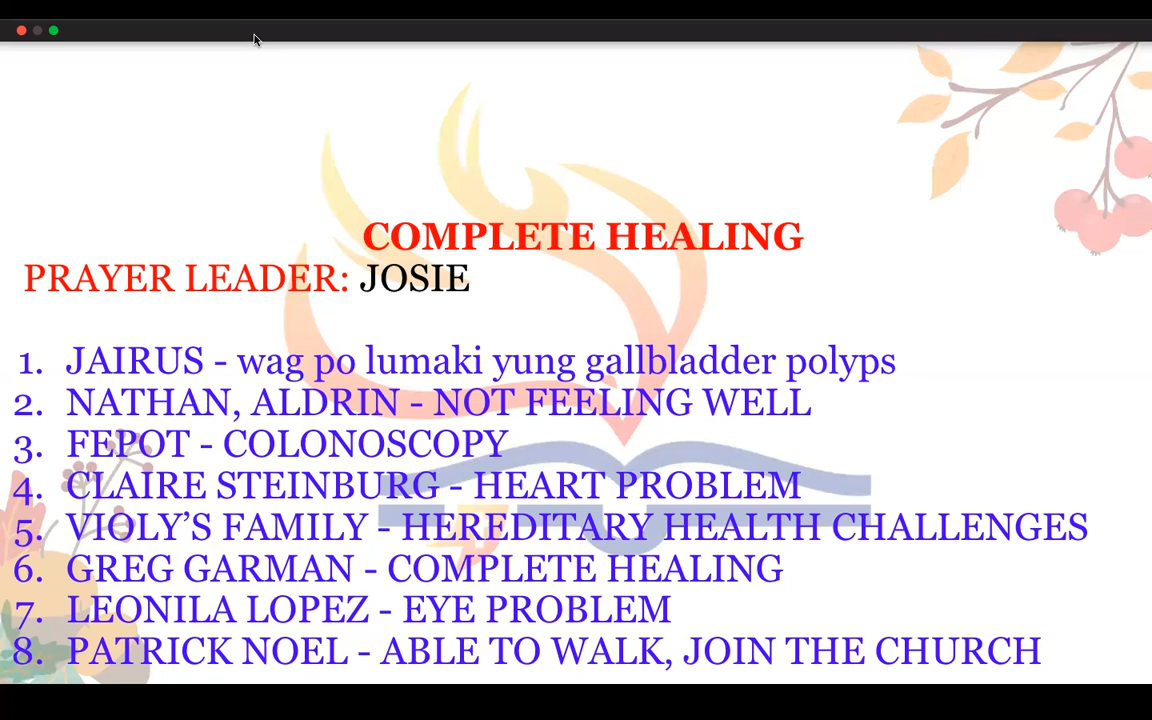 COMPLETE HEALING
PRAYER LEADER: JOSIE
1. JAIRUS - wag po lumaki yung gallbladder polyps
2. NATHAN, ALDRIN - NOT FEELING WELL
3. FEPOT - COLONOSCOPY
4. CLAIRE STEINBURG - HEART PROBLEM
5. VIOLY’S FAMILY - HEREDITARY HEALTH CHALLENGES
6. GREG GARMAN - COMPLETE HEALING
7. LEONILA LOPEZ - EYE PROBLEM
8. PATRICK NOEL - ABLE TO WALK, JOIN THE CHURCH